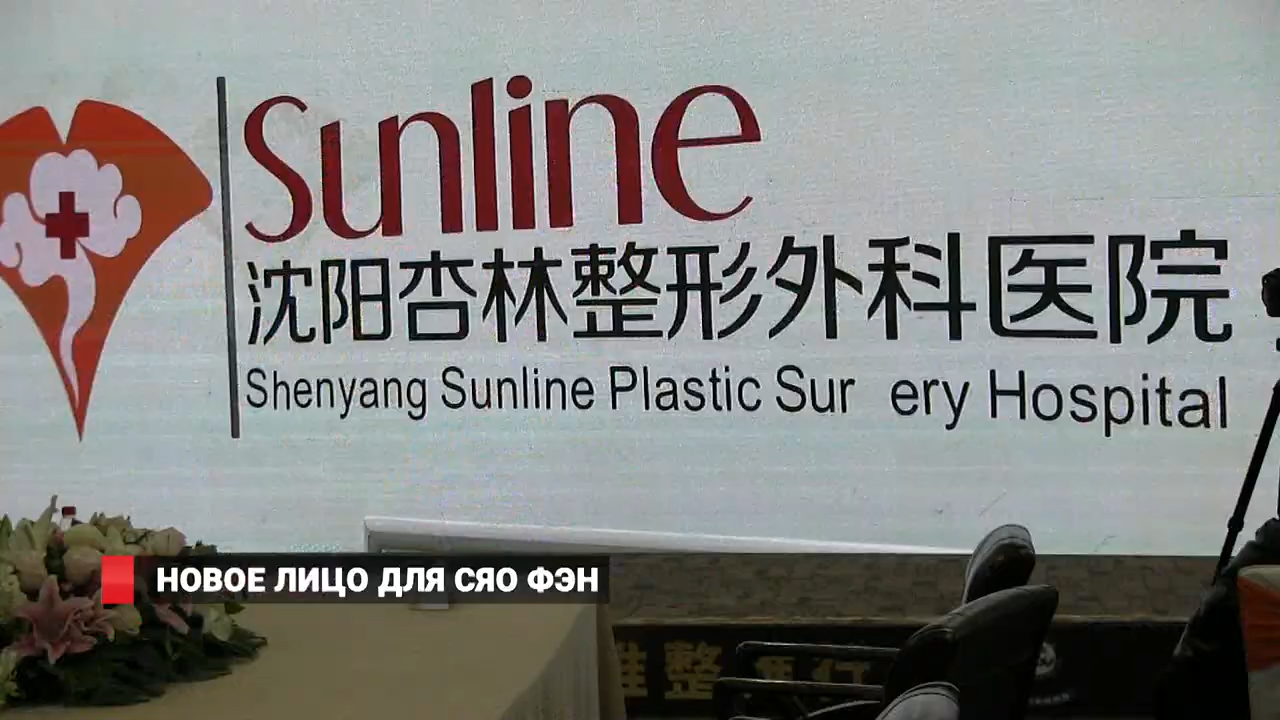 Sunline
沈阳杏林整形外科医院
Shenyang Sunline Plastic Sur ery Hospital
НОВОЕ ЛИЦО ДЛЯ СЯО ФЭН
整